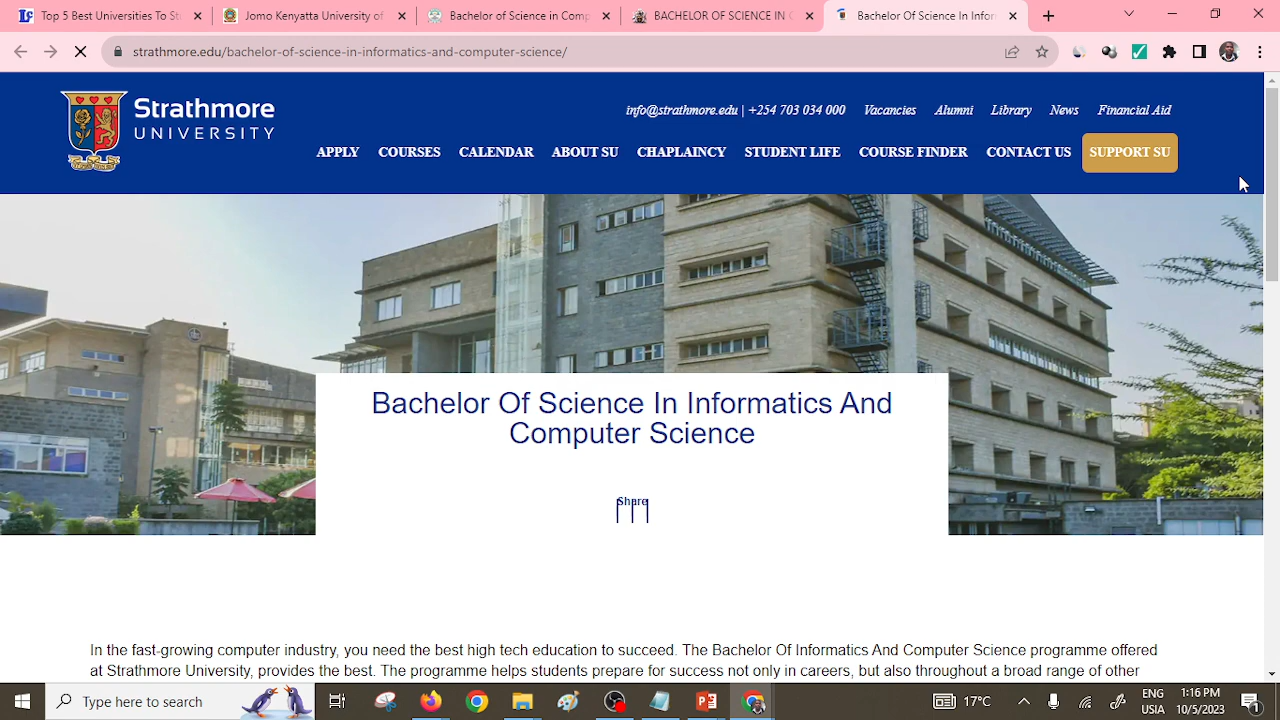 Top 5 Best Universities To St
Jomo Kenyatta University of
Bachelor of Science in Comp
BACHELOR OF SCIENCE IN C
Bachelor Of Science In Inform
strathmore.edu/bachelor-of-science-in-informatics-and-computer-science/
Strathmore
UNIVERSITY
info@strathmore.edu | +254 703 034 000
Vacancies
Alumni
Library
News
Financial Aid
APPLY
COURSES
CALENDAR
ABOUT SU
CHAPLAINCY
STUDENT LIFE
COURSE FINDER
CONTACT US
SUPPORT SU
Bachelor Of Science In Informatics And
Computer Science
Share
In the fast-growing computer industry, you need the best high tech education to succeed. The Bachelor Of Informatics And Computer Science programme offered
at Strathmore University, provides the best. The programme helps students prepare for success not only in careers, but also throughout a broad range of other
Type here to search
17°C
ENG
USIA
1:16 PM
10/5/2023
1